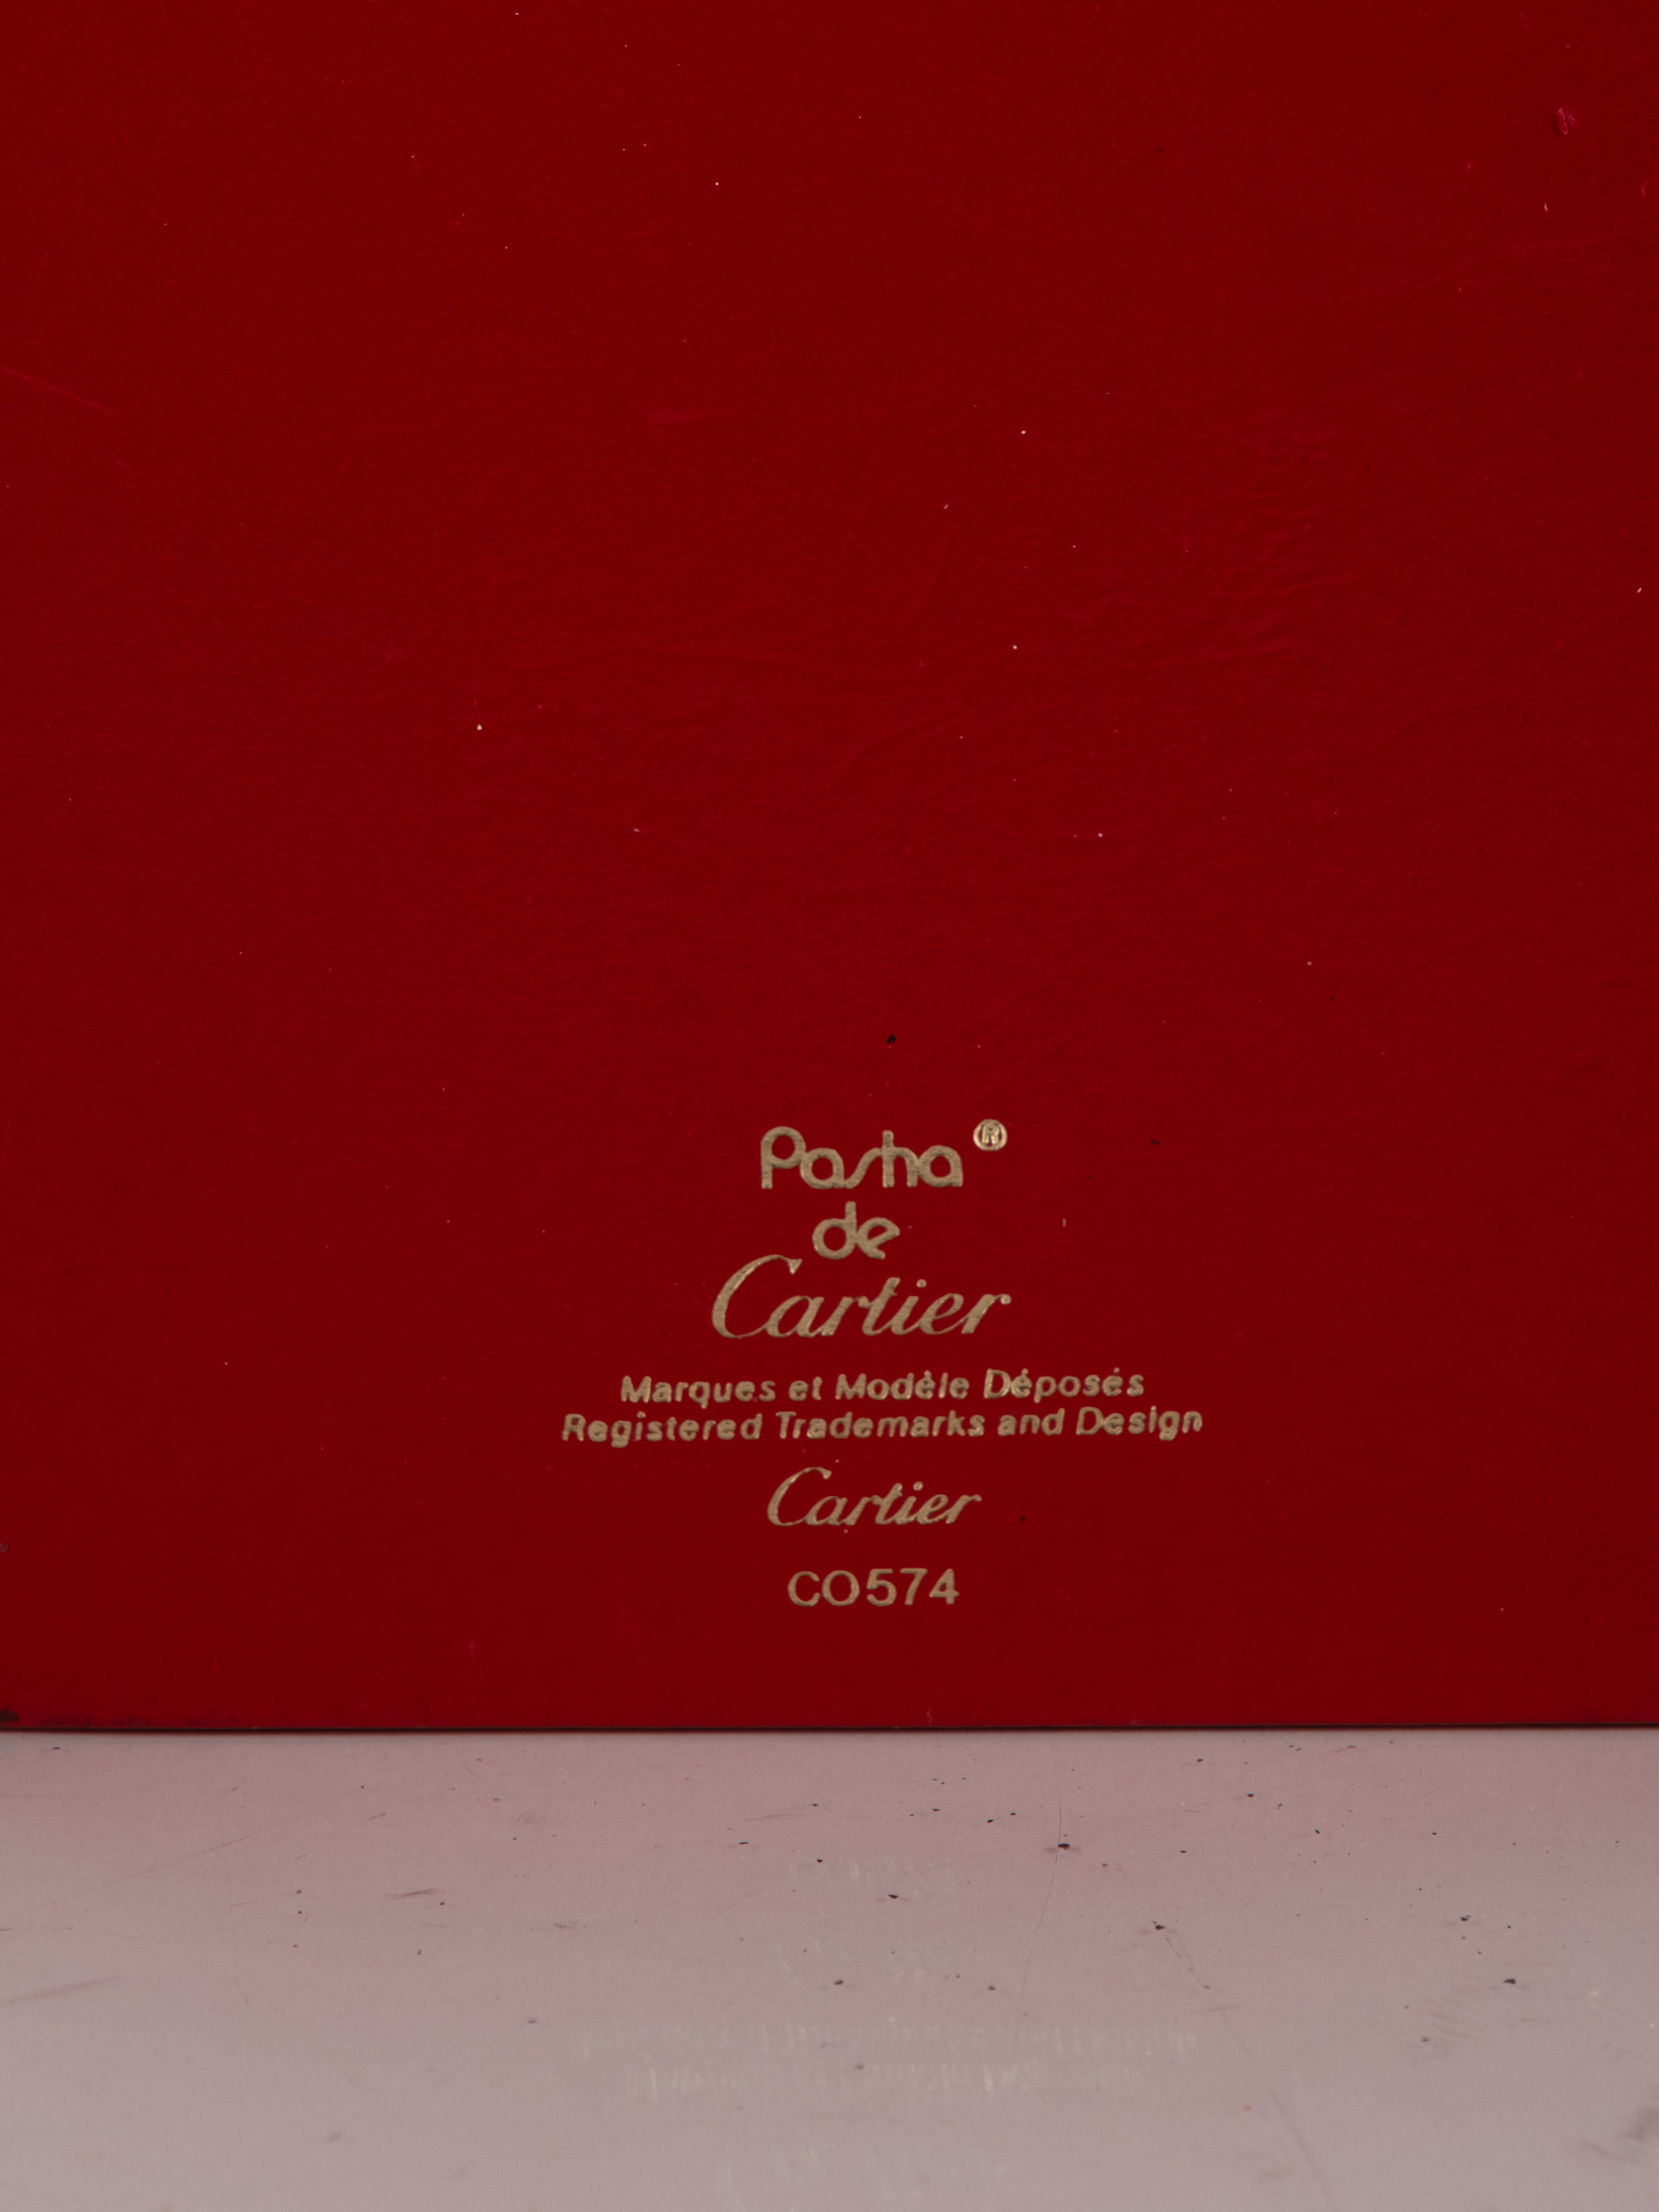 Pasha®
de
Cartier
Marques et Modèle Déposés
Registered Trademarks and Design
Cartier
CO574